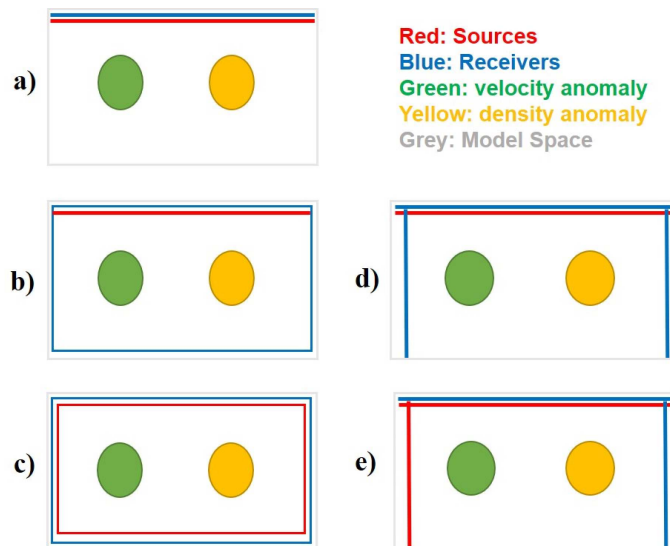 a)
Red: Sources
Blue: Receivers
Green: velocity anomaly
Yellow: density anomaly
Grey: Model Space
b)
d)
c)
e)